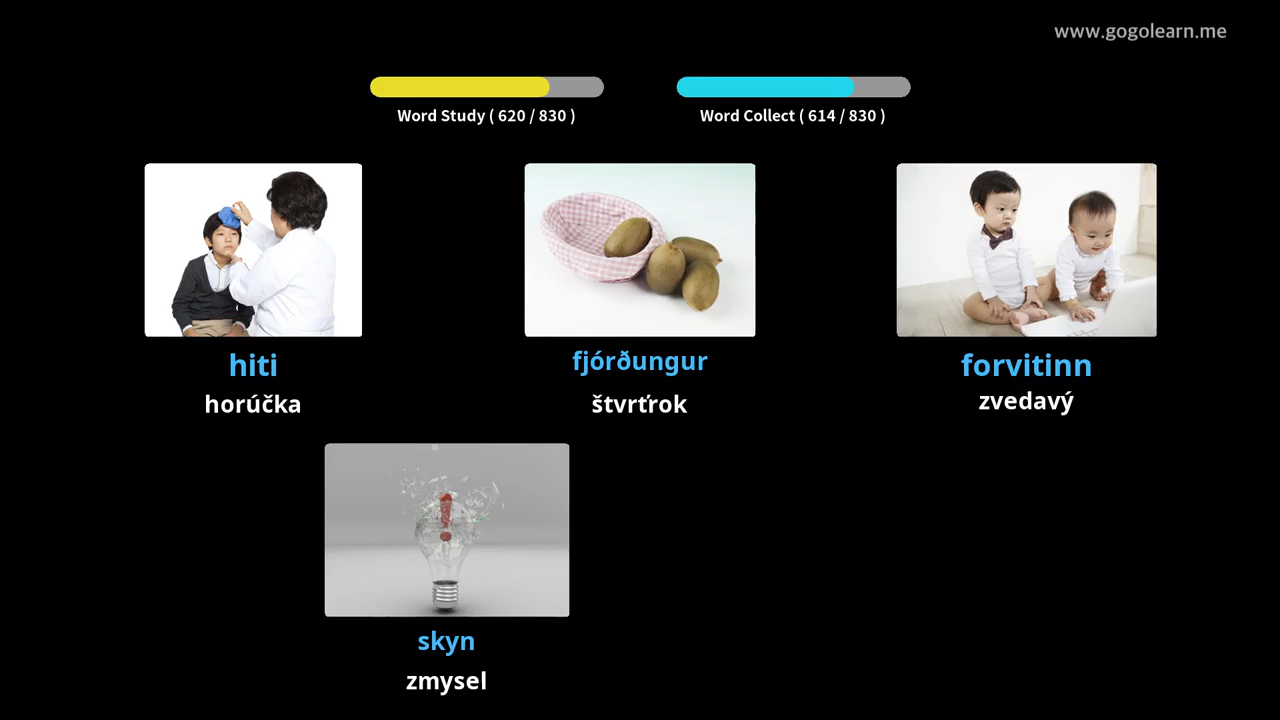 www.gogolearn.me
Word Study ( 620 / 830 )
Word Collect ( 614 / 830 )
hiti
horúčka
fjórðungur
štvrťrok
forvitinn
zvedavý
skyn
zmysel